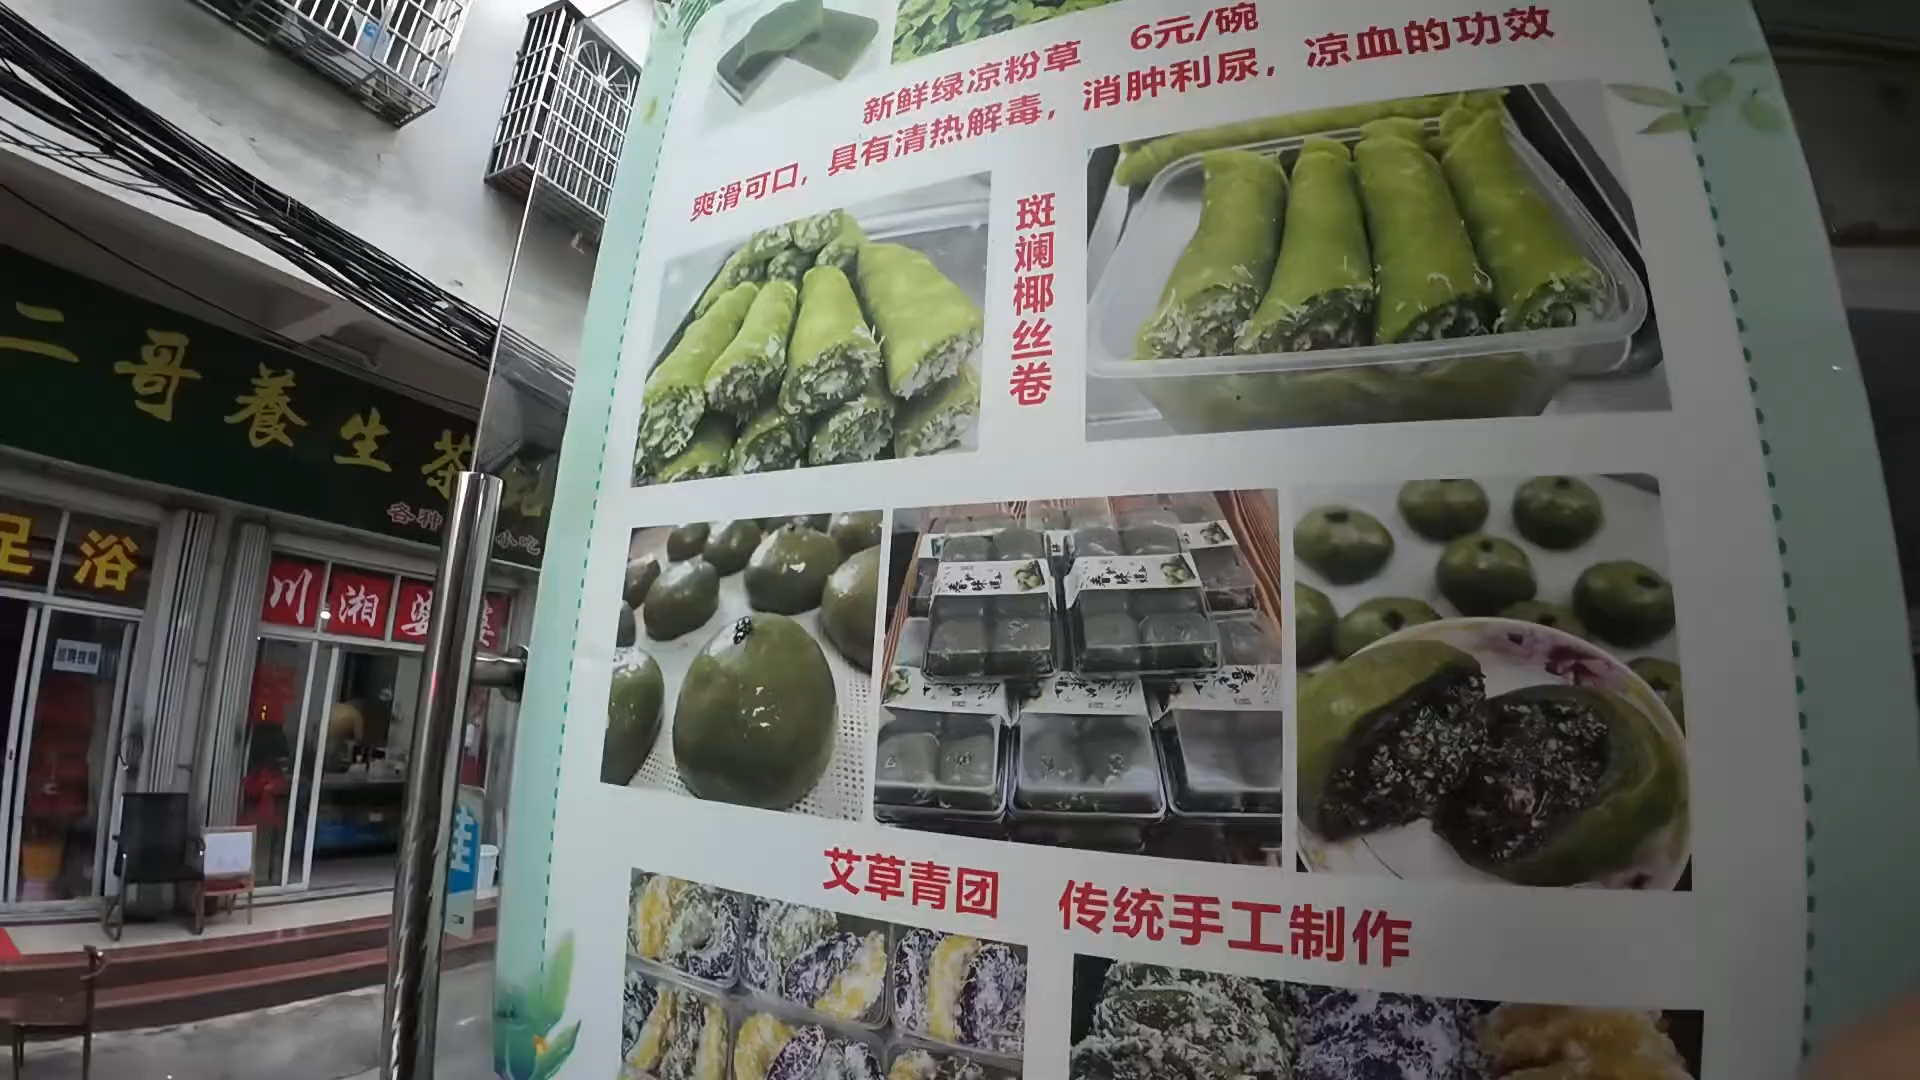 新鲜绿凉粉草 6元/碗
爽滑可口，具有清热解毒，消肿利尿，凉血的功效
斑斓椰丝卷
艾草青团 传统手工制作
二哥養生茶
各种
小吃
足浴
川湘